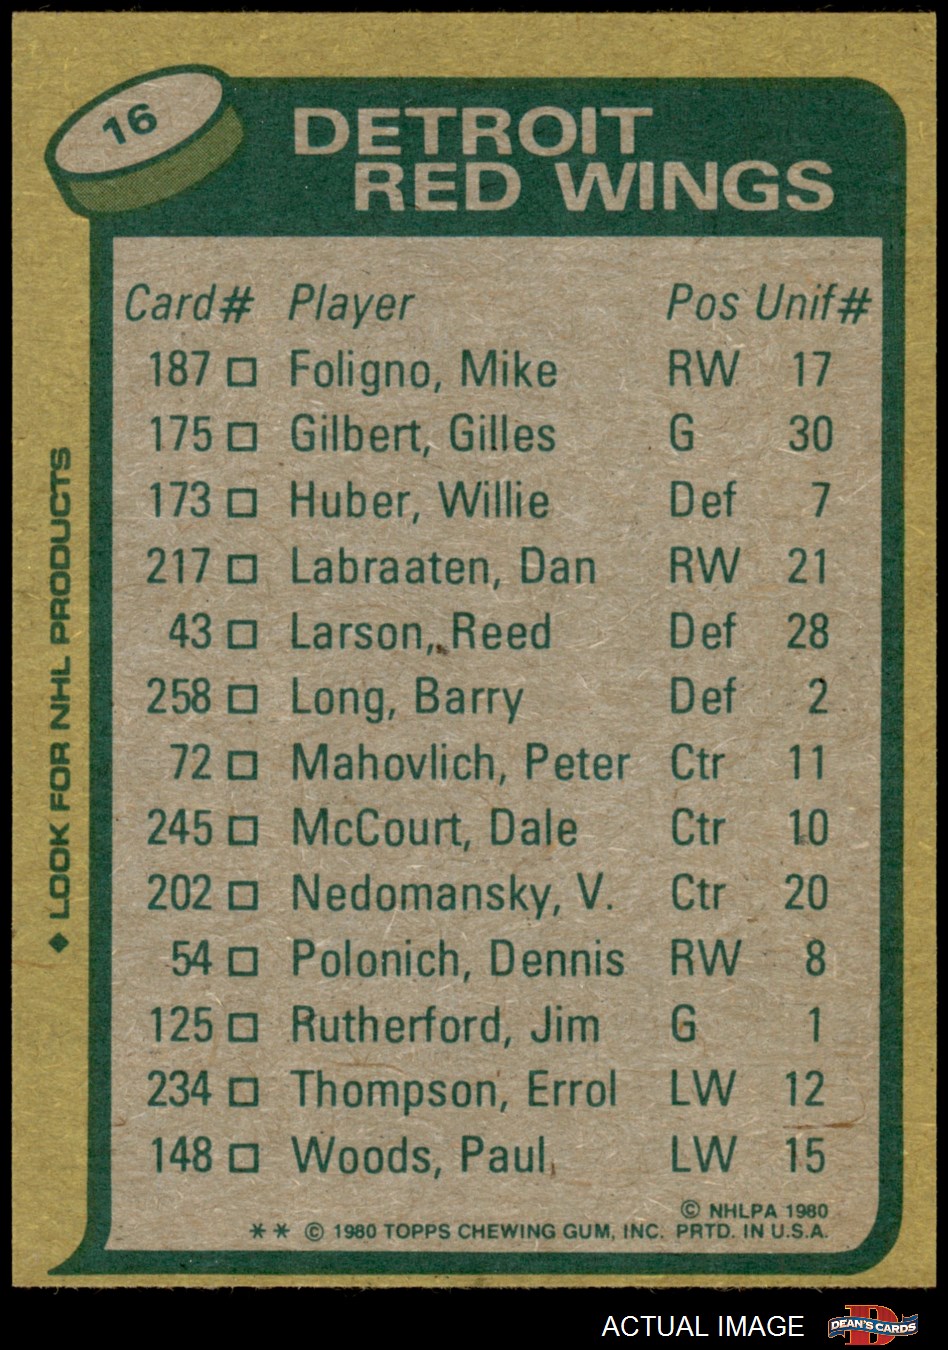 16
DETROIT
RED WINGS
Card# Player Pos Unif#
187 □ Foligno, Mike RW 17
175 □ Gilbert, Gilles G 30
173 □ Huber, Willie Def 7
217 □ Labraaten, Dan RW 21
43 □ Larson, Reed Def 28
258 □ Long, Barry Def 2
72 □ Mahovlich, Peter Ctr 11
245 □ McCourt, Dale Ctr 10
202 □ Nedomansky, V. Ctr 20
54 □ Polonich, Dennis RW 8
125 □ Rutherford, Jim G 1
234 □ Thompson, Errol LW 12
148 □ Woods, Paul LW 15
© NHLPA 1980
** © 1980 TOPPS CHEWING GUM, INC. PRTD. IN U.S.A.
◆ LOOK FOR NHL PRODUCTS
ACTUAL IMAGE
D
DEAN'S CARDS